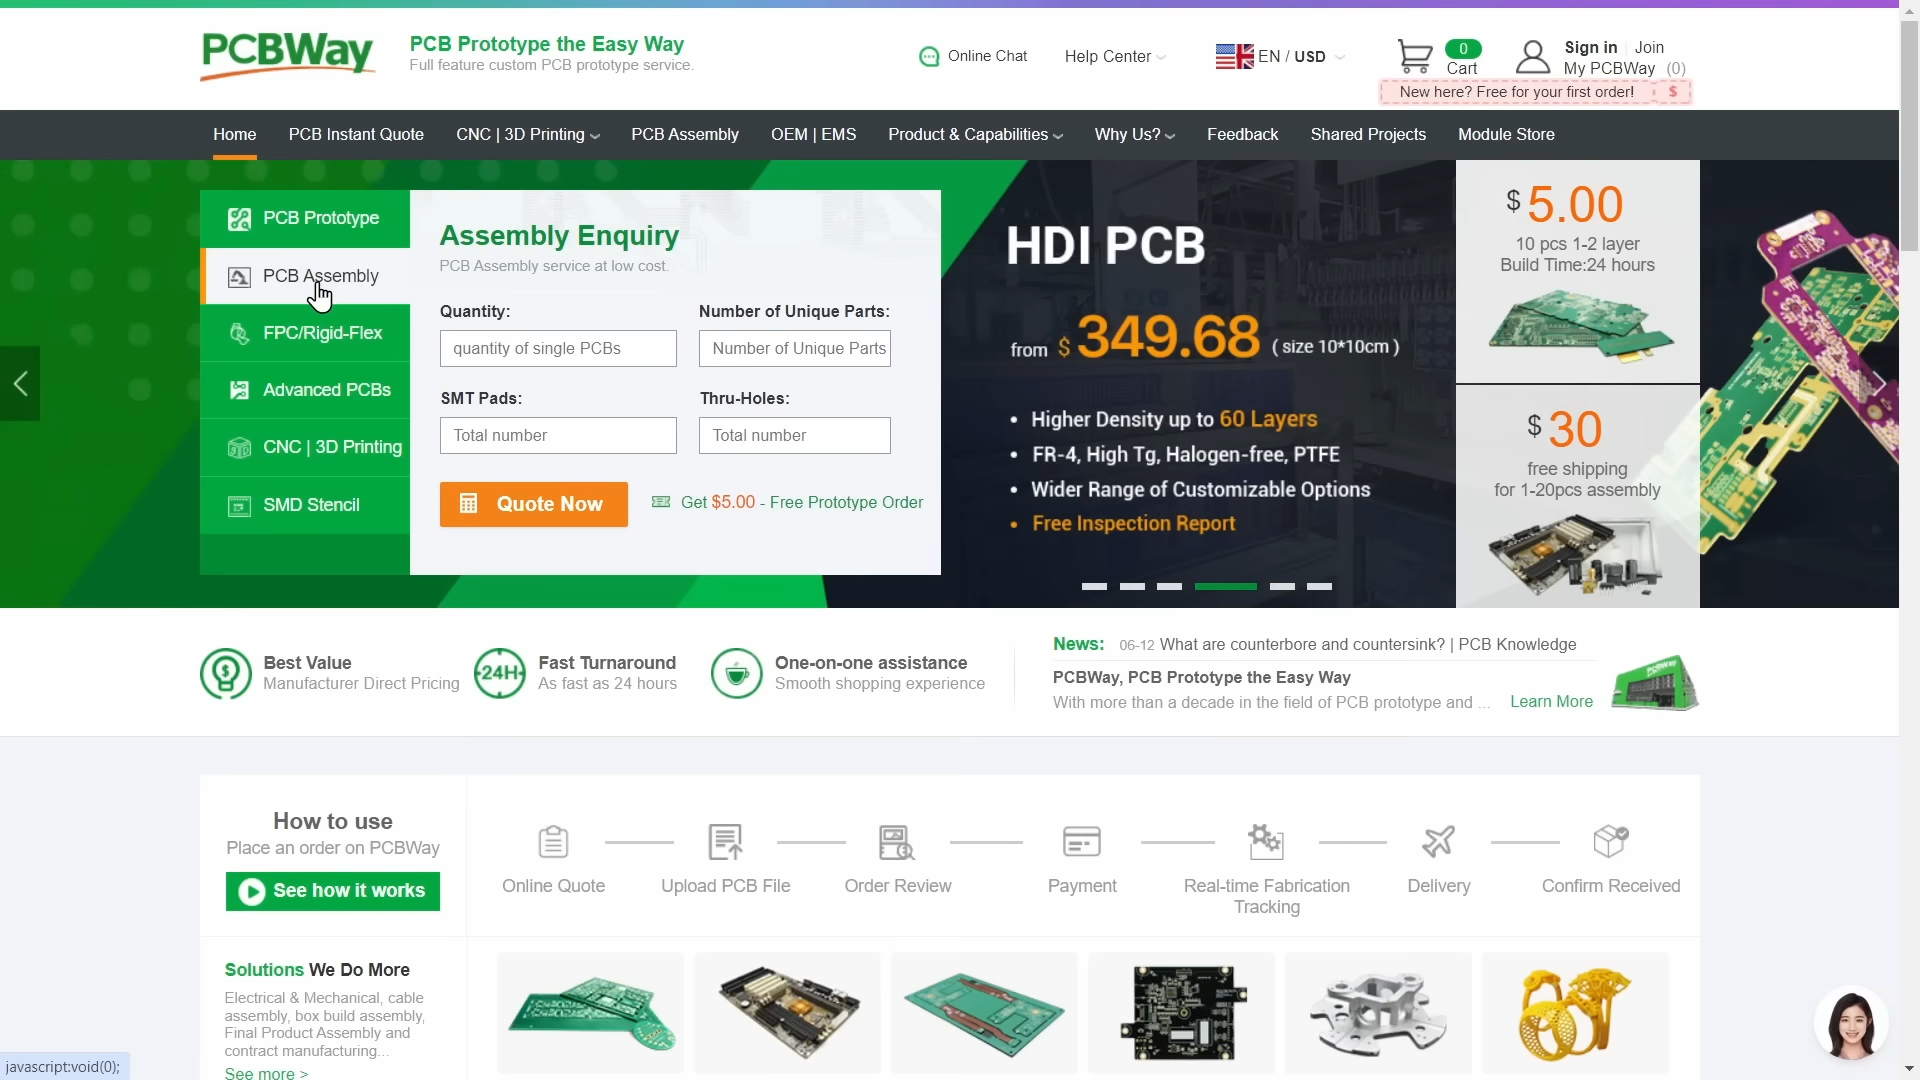 PCBWay
PCB Prototype the Easy Way
Full feature custom PCB prototype service.
Online Chat
Help Center
EN / USD
0
Cart
Sign in
Join
My PCBWay (0)
New here? Free for your first order!
$
Home
PCB Instant Quote
CNC | 3D Printing
PCB Assembly
OEM | EMS
Product & Capabilities
Why Us?
Feedback
Shared Projects
Module Store
PCB Prototype
PCB Assembly
FPC/Rigid-Flex
Advanced PCBs
CNC | 3D Printing
SMD Stencil
Assembly Enquiry
PCB Assembly service at low cost.
Quantity:
Number of Unique Parts:
quantity of single PCBs
Number of Unique Parts
SMT Pads:
Thru-Holes:
Total number
Total number
Quote Now
Get $5.00 - Free Prototype Order
HDI PCB
from $ 349.68 ( size 10*10cm )
• Higher Density up to 60 Layers
• FR-4, High Tg, Halogen-free, PTFE
• Wider Range of Customizable Options
• Free Inspection Report
$ 5.00
10 pcs 1-2 layer
Build Time:24 hours
$ 30
free shipping
for 1-20pcs assembly
Best Value
Manufacturer Direct Pricing
24H
Fast Turnaround
As fast as 24 hours
One-on-one assistance
Smooth shopping experience
News: 06-12 What are counterbore and countersink? | PCB Knowledge
PCBWay, PCB Prototype the Easy Way
With more than a decade in the field of PCB prototype and ... Learn More
PCBWay
How to use
Place an order on PCBWay
See how it works
Online Quote
Upload PCB File
Order Review
Payment
Real-time Fabrication
Tracking
Delivery
Confirm Received
Solutions We Do More
Electrical & Mechanical, cable
assembly, box build assembly,
Final Product Assembly and
contract manufacturing...
See more >
javascript:void(0);